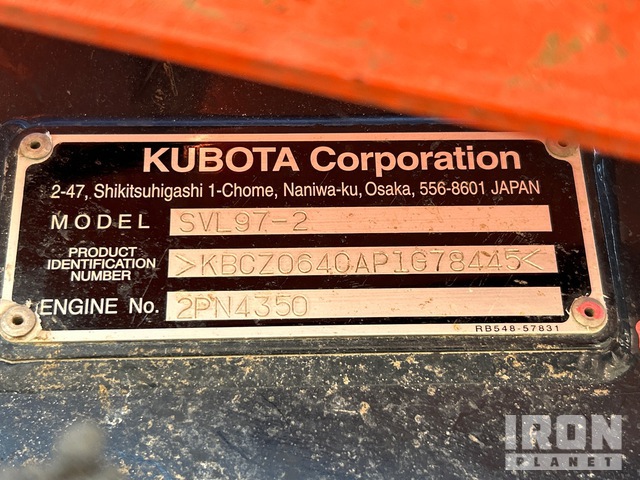 KUBOTA Corporation
2-47, Shikitsuhigashi 1-Chome, Naniwa-ku, Osaka, 556-8601 JAPAN
MODEL SVL97-2
PRODUCT IDENTIFICATION NUMBER >KBCZ064CAP1G78445<
ENGINE No. 2PN4350
RB548-57831
IRON
PLANET